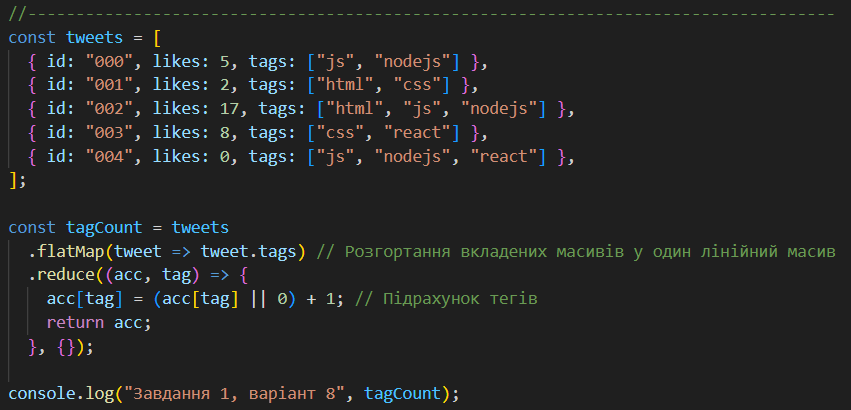 //-------------------------------------------------------------------------------------
const tweets = [
  { id: "000", likes: 5, tags: ["js", "nodejs"] },
  { id: "001", likes: 2, tags: ["html", "css"] },
  { id: "002", likes: 17, tags: ["html", "js", "nodejs"] },
  { id: "003", likes: 8, tags: ["css", "react"] },
  { id: "004", likes: 0, tags: ["js", "nodejs", "react"] },
];

const tagCount = tweets
  .flatMap(tweet => tweet.tags) // Розгортання вкладених масивів у один лінійний масив
  .reduce((acc, tag) => {
    acc[tag] = (acc[tag] || 0) + 1; // Підрахунок тегів
    return acc;
  }, {});

console.log("Завдання 1, варіант 8", tagCount);